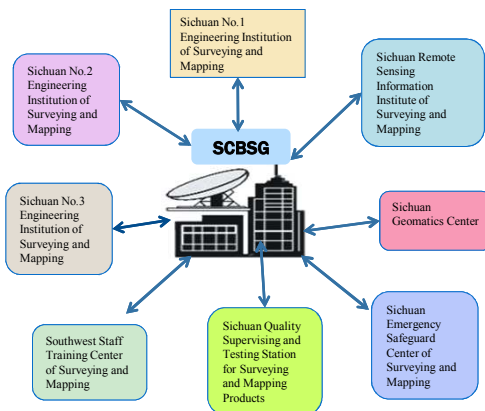 Sichuan No.1
Engineering Institution
of Surveying and
Mapping
Sichuan No.2
Engineering
Institution of
Surveying and
Mapping
Sichuan Remote
Sensing
Information
Institute of
Surveying and
Mapping
SCBSG
Sichuan No.3
Engineering
Institution of
Surveying and
Mapping
Sichuan
Geomatics Center
Southwest Staff
Training Center
of Surveying and
Mapping
Sichuan Quality
Supervising and
Testing Station
for Surveying
and Mapping
Products
Sichuan
Emergency
Safeguard
Center of
Surveying and
Mapping